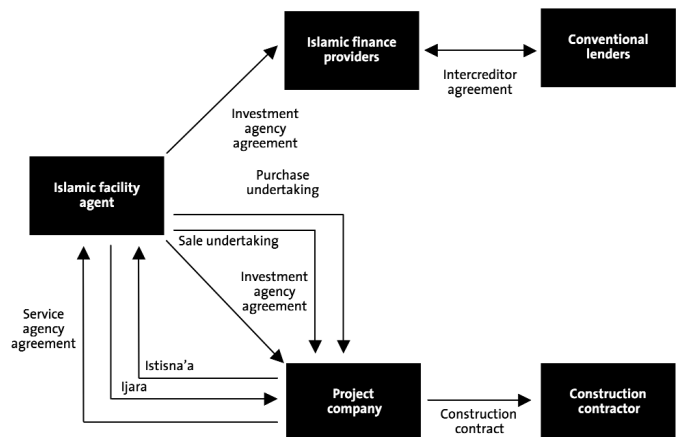 Islamic finance
providers
Conventional
lenders
Intercreditor
agreement
Investment
agency
agreement
Islamic facility
agent
Purchase
undertaking
Sale undertaking
Investment
agency
agreement
Service
agency
agreement
Istisna’a
Ijara
Project
company
Construction
contract
Construction
contractor